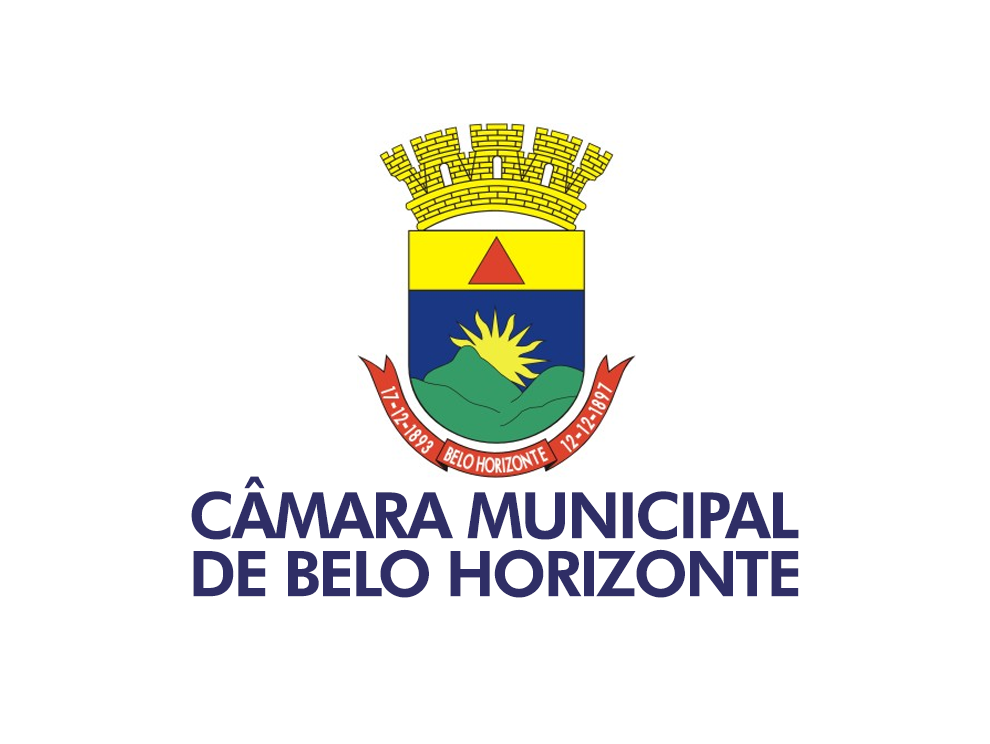 17-12-1893
BELO HORIZONTE
12-12-1897
CÂMARA MUNICIPAL
DE BELO HORIZONTE